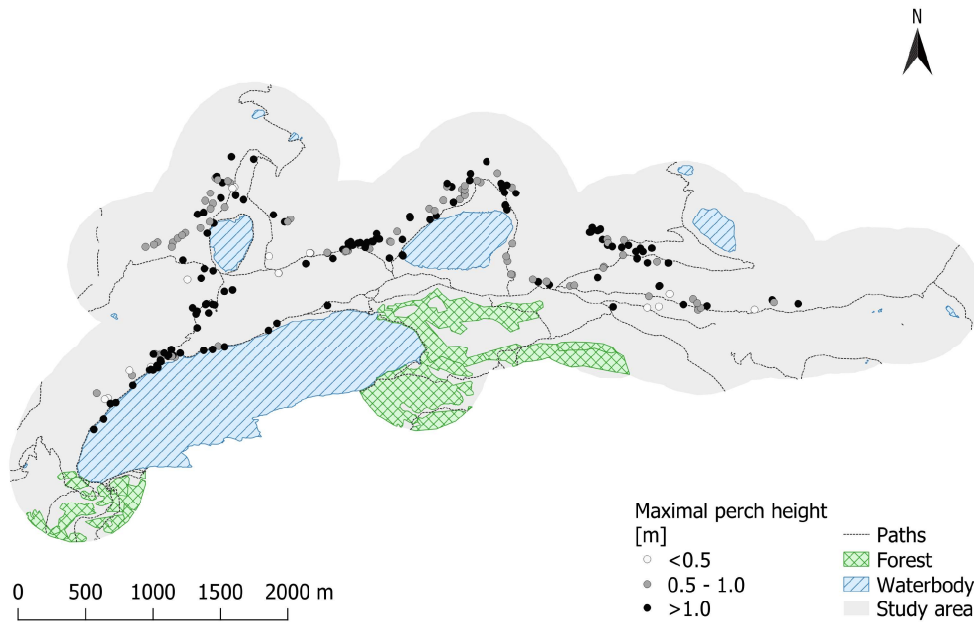 N
Maximal perch height
[m]
<0.5
0.5 - 1.0
>1.0
Paths
Forest
Waterbody
Study area
0 500 1000 1500 2000 m